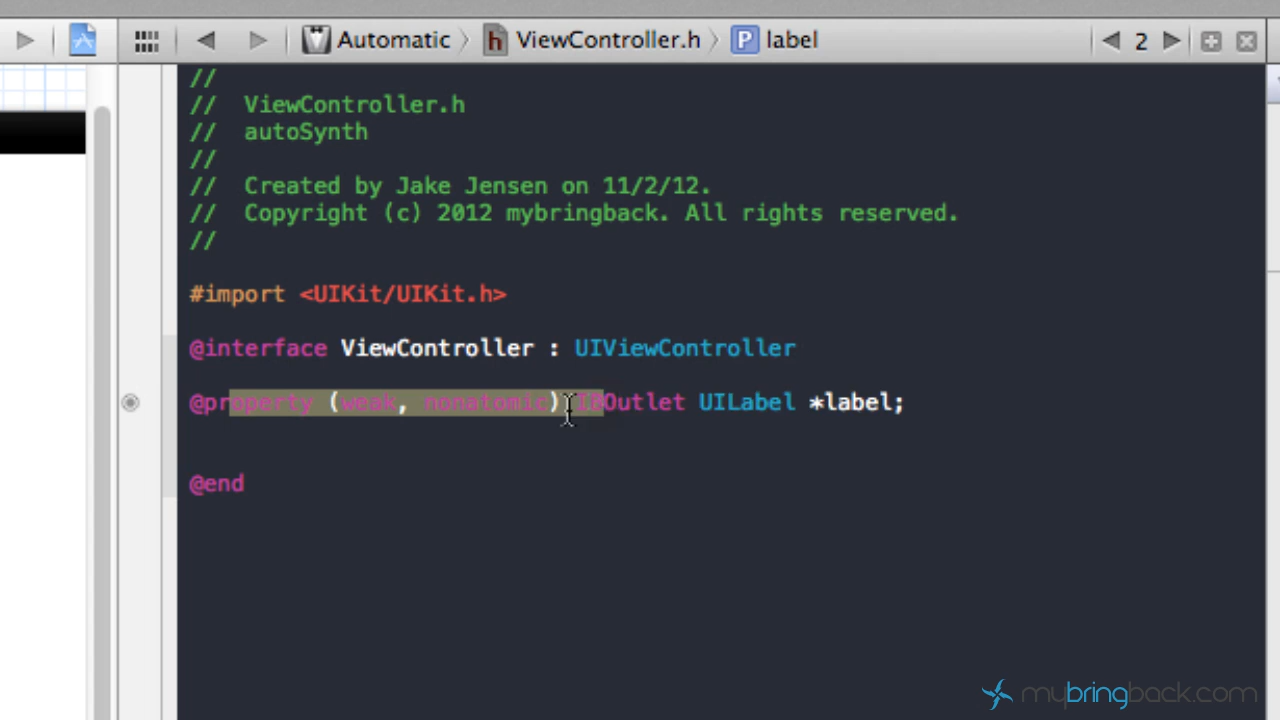 Automatic ViewController.h P label 2
//
// ViewController.h
// autoSynth
//
// Created by Jake Jensen on 11/2/12.
// Copyright (c) 2012 mybringback. All rights reserved.
//
#import <UIKit/UIKit.h>
@interface ViewController : UIViewController
@property (weak, nonatomic) IBOutlet UILabel *label;
@end
mybringback.com